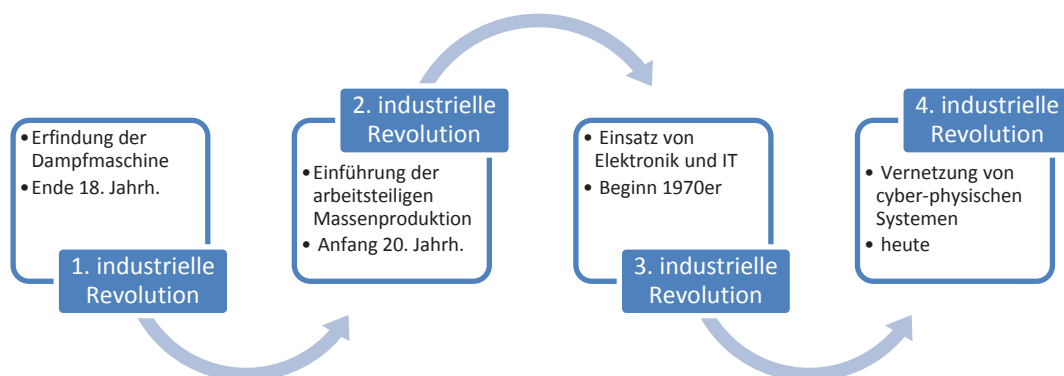 • Erfindung der
Dampfmaschine
• Ende 18. Jahrh.
1. industrielle
Revolution
2. industrielle
Revolution
• Einführung der
arbeitsteiligen
Massenproduktion
• Anfang 20. Jahrh.
• Einsatz von
Elektronik und IT
• Beginn 1970er
3. industrielle
Revolution
4. industrielle
Revolution
• Vernetzung von
cyber-physischen
Systemen
• heute